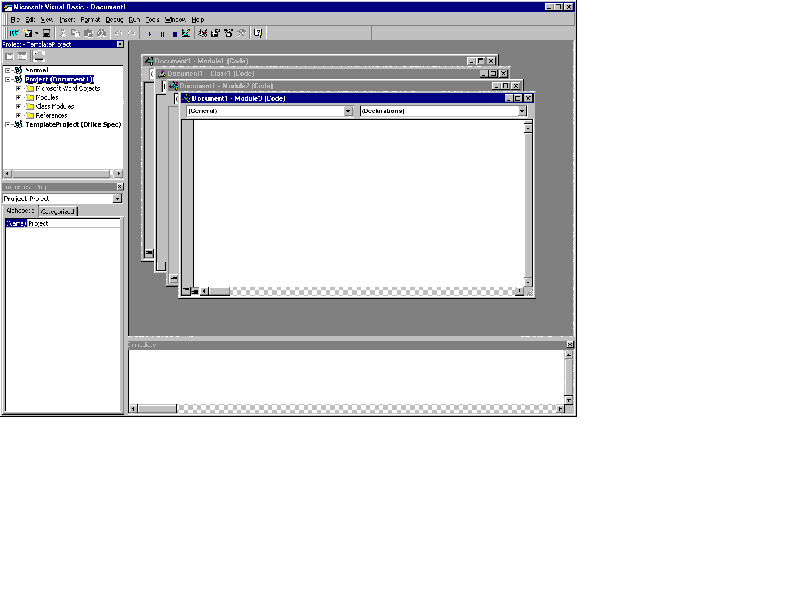 Microsoft Visual Basic - Document1
File Edit View Insert Format Debug Run Tools Window Help
Project - TemplateProject
Normal
Project (Document1)
Microsoft Word Objects
Modules
Class Modules
References
TemplateProject (Office Spec)
Project Project
Alphabetic Categorized
(Name) Project
Document1 - Module1 (Code)
Document1 - Class1 (Code)
Document1 - Module2 (Code)
Document1 - Module3 (Code)
(General) (Declarations)
Immediate